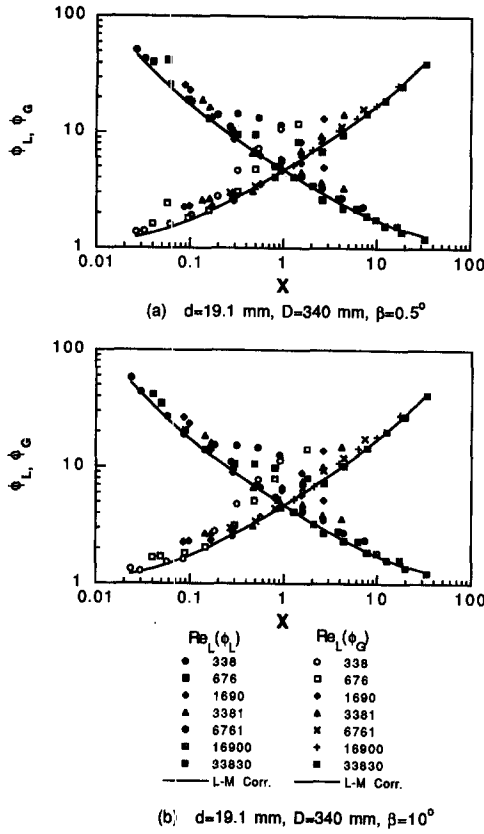 100
10
1
ϕL, ϕG
0.01 0.1 1 10 100
X
(a) d=19.1 mm, D=340 mm, β=0.5°
100
10
1
ϕL, ϕG
0.01 0.1 1 10 100
X
ReL(ϕL) ReL(ϕG)
● 338 ○ 338
■ 676 □ 676
◆ 1690 ◆ 1690
▲ 3381 ▲ 3381
● 6761 × 6761
■ 16900 + 16900
■ 33830 ■ 33830
L-M Corr. L-M Corr.
(b) d=19.1 mm, D=340 mm, β=10°